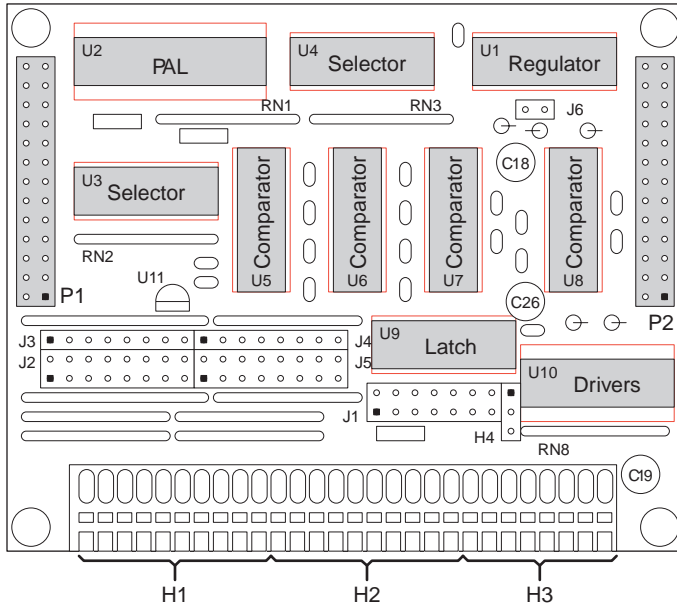 U2
PAL
U4
Selector
U1
Regulator
RN1
RN3
J6
U3
Selector
C18
Comparator
U5
Comparator
U6
Comparator
U7
Comparator
U8
RN2
U11
P1
C26
P2
J3
J4
J2
J5
U9
Latch
U10
Drivers
J1
H4
RN8
C19
H1
H2
H3